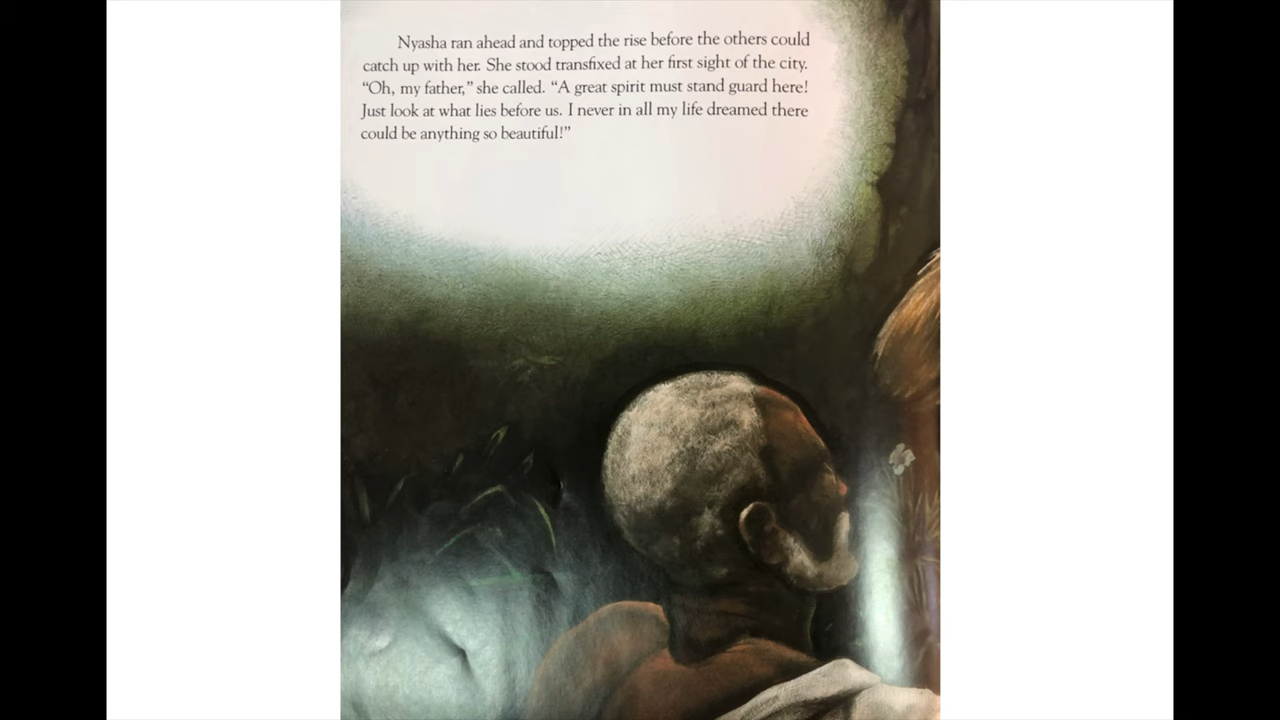 Nyasha ran ahead and topped the rise before the others could
catch up with her. She stood transfixed at her first sight of the city.
“Oh, my father,” she called. “A great spirit must stand guard here!
Just look at what lies before us. I never in all my life dreamed there
could be anything so beautiful!”